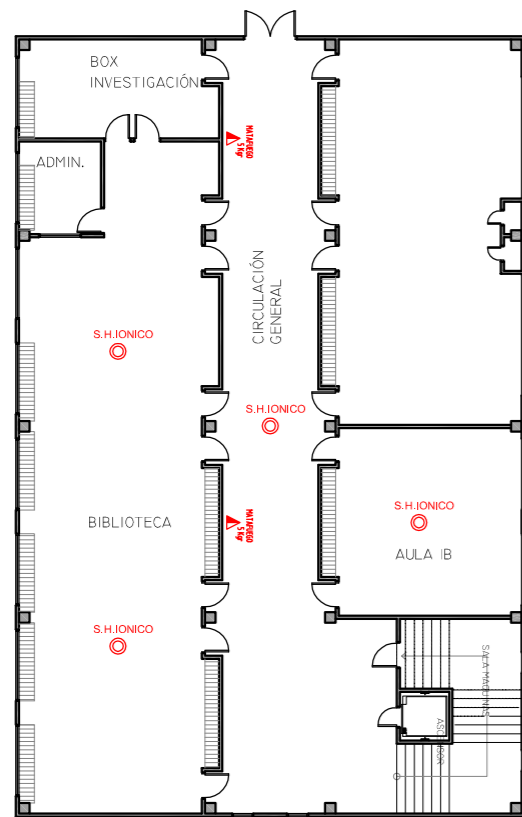 BOX
INVESTIGACIÓN
MATAFUEGO
5 Kg
ADMIN.
CIRCULACIÓN
GENERAL
S.H.IONICO
S.H.IONICO
S.H.IONICO
BIBLIOTECA
MATAFUEGO
5 Kg
AULA IB
S.H.IONICO
SALA MAQUINAS
ASCENSOR